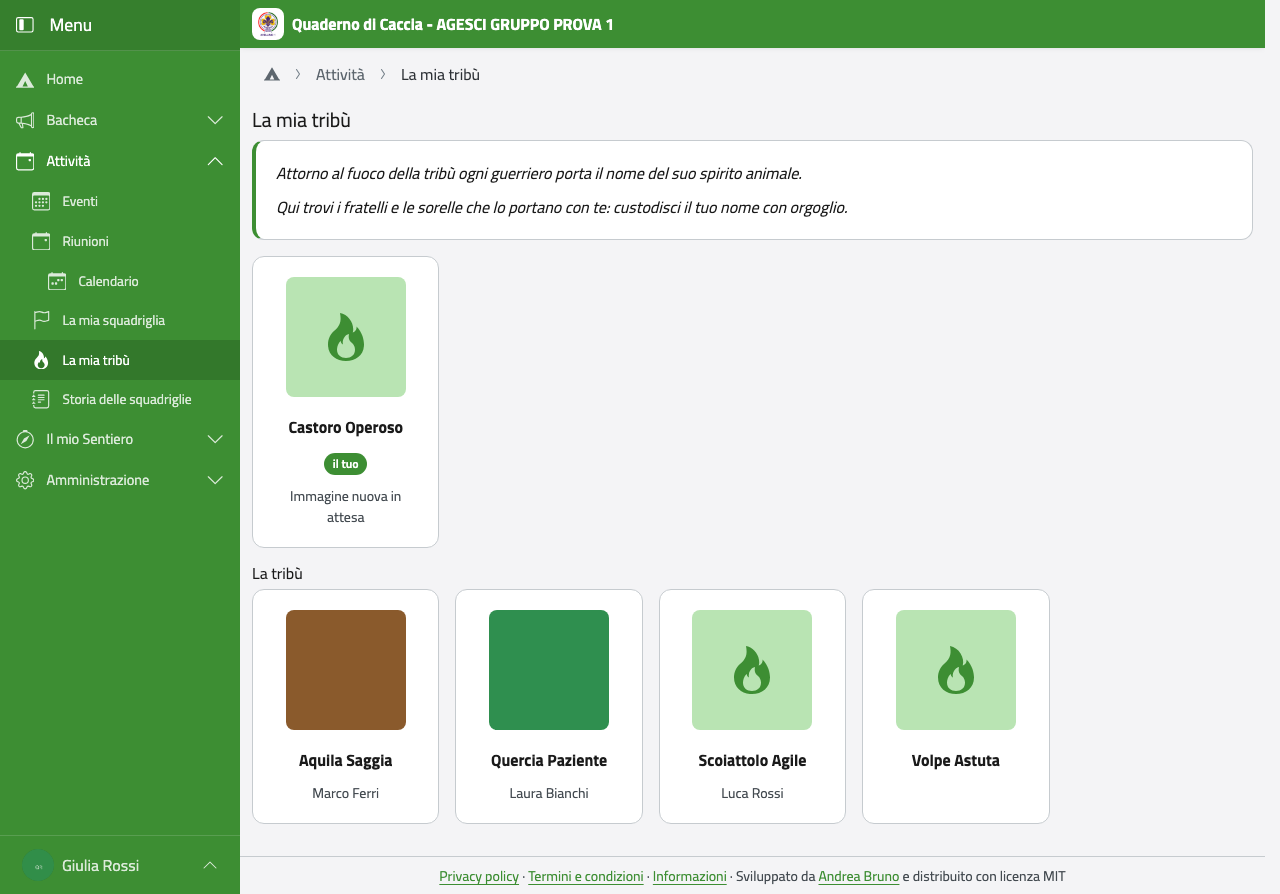 Menu
Home
Bacheca
Attività
Eventi
Riunioni
Calendario
La mia squadriglia
La mia tribù
Storia delle squadriglie
Il mio Sentiero
Amministrazione
Giulia Rossi
Quaderno di Caccia - AGESCI GRUPPO PROVA 1
Attività
La mia tribù
La mia tribù
Attorno al fuoco della tribù ogni guerriero porta il nome del suo spirito animale.
Qui trovi i fratelli e le sorelle che lo portano con te: custodisci il tuo nome con orgoglio.
Castoro Operoso
il tuo
Immagine nuova in
attesa
La tribù
Aquila Saggia
Marco Ferri
Quercia Paziente
Laura Bianchi
Scoiattolo Agile
Luca Rossi
Volpe Astuta
Privacy policy · Termini e condizioni · Informazioni · Sviluppato da Andrea Bruno e distribuito con licenza MIT